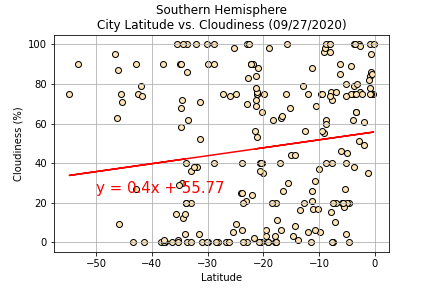 Southern Hemisphere
City Latitude vs. Cloudiness (09/27/2020)
100
80
60
40
20
0
Cloudiness (%)
y = 0.4x + 55.77
−50
−40
−30
−20
−10
0
Latitude